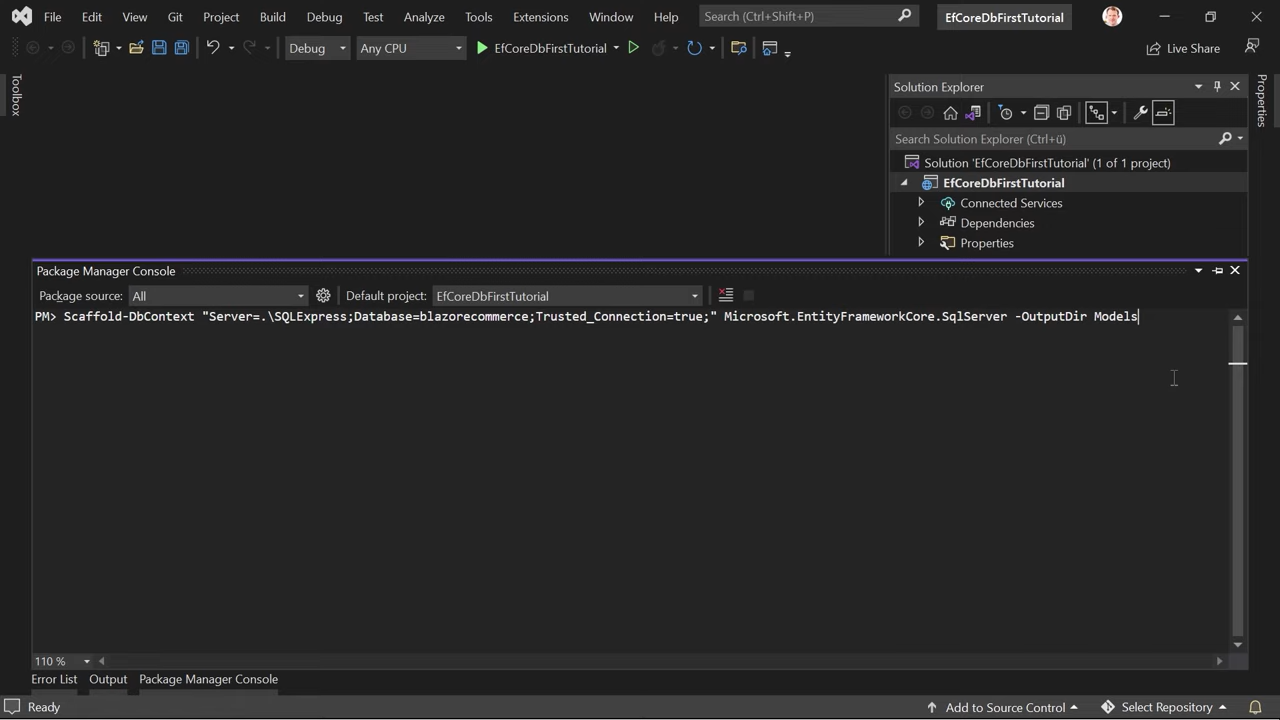 File Edit View Git Project Build Debug Test Analyze Tools Extensions Window Help Search (Ctrl+Shift+P) EfCoreDbFirstTutorial
Debug Any CPU EfCoreDbFirstTutorial Live Share
Toolbox
Solution Explorer
Properties
Search Solution Explorer (Ctrl+ü)
Solution 'EfCoreDbFirstTutorial' (1 of 1 project)
EfCoreDbFirstTutorial
Connected Services
Dependencies
Properties
Package Manager Console
Package source: All Default project: EfCoreDbFirstTutorial
PM> Scaffold-DbContext "Server=.\SQLExpress;Database=blazorecommerce;Trusted_Connection=true;" Microsoft.EntityFrameworkCore.SqlServer -OutputDir Models
110 %
Error List Output Package Manager Console
Ready Add to Source Control Select Repository